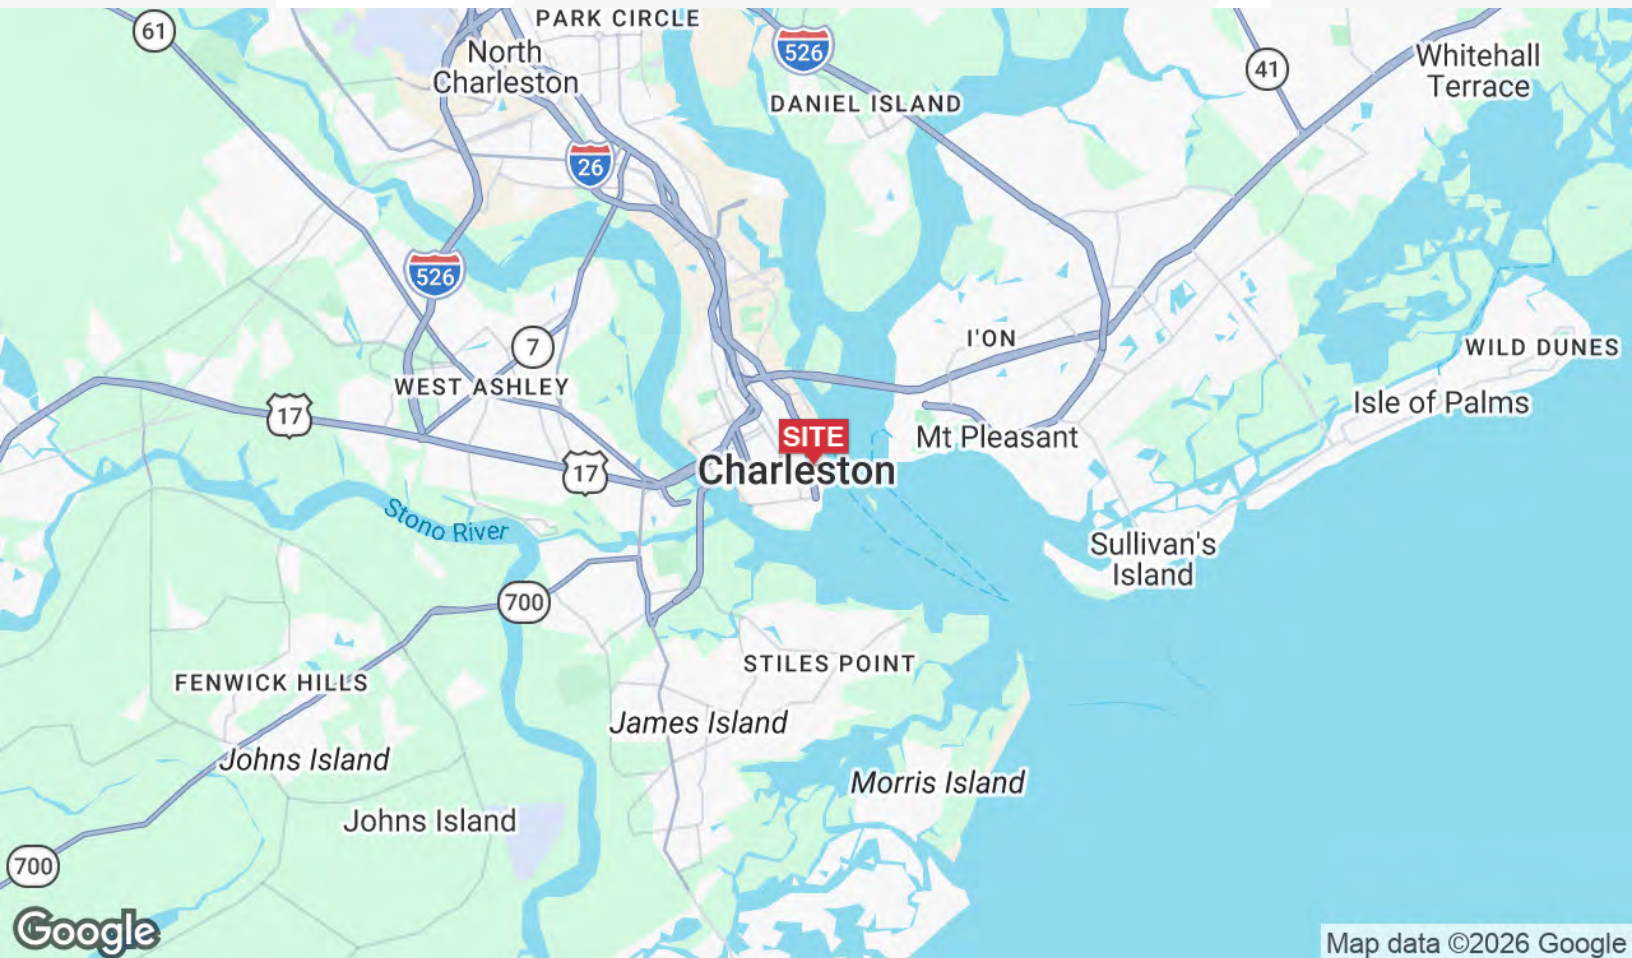 61
PARK CIRCLE
North
Charleston
526
41
Whitehall
Terrace
DANIEL ISLAND
26
526
7
I'ON
WILD DUNES
WEST ASHLEY
17
Isle of Palms
SITE
Mt Pleasant
17
Charleston
Stono River
Sullivan's
Island
700
STILES POINT
FENWICK HILLS
James Island
Johns Island
Morris Island
Johns Island
700
Google
Map data ©2026 Google